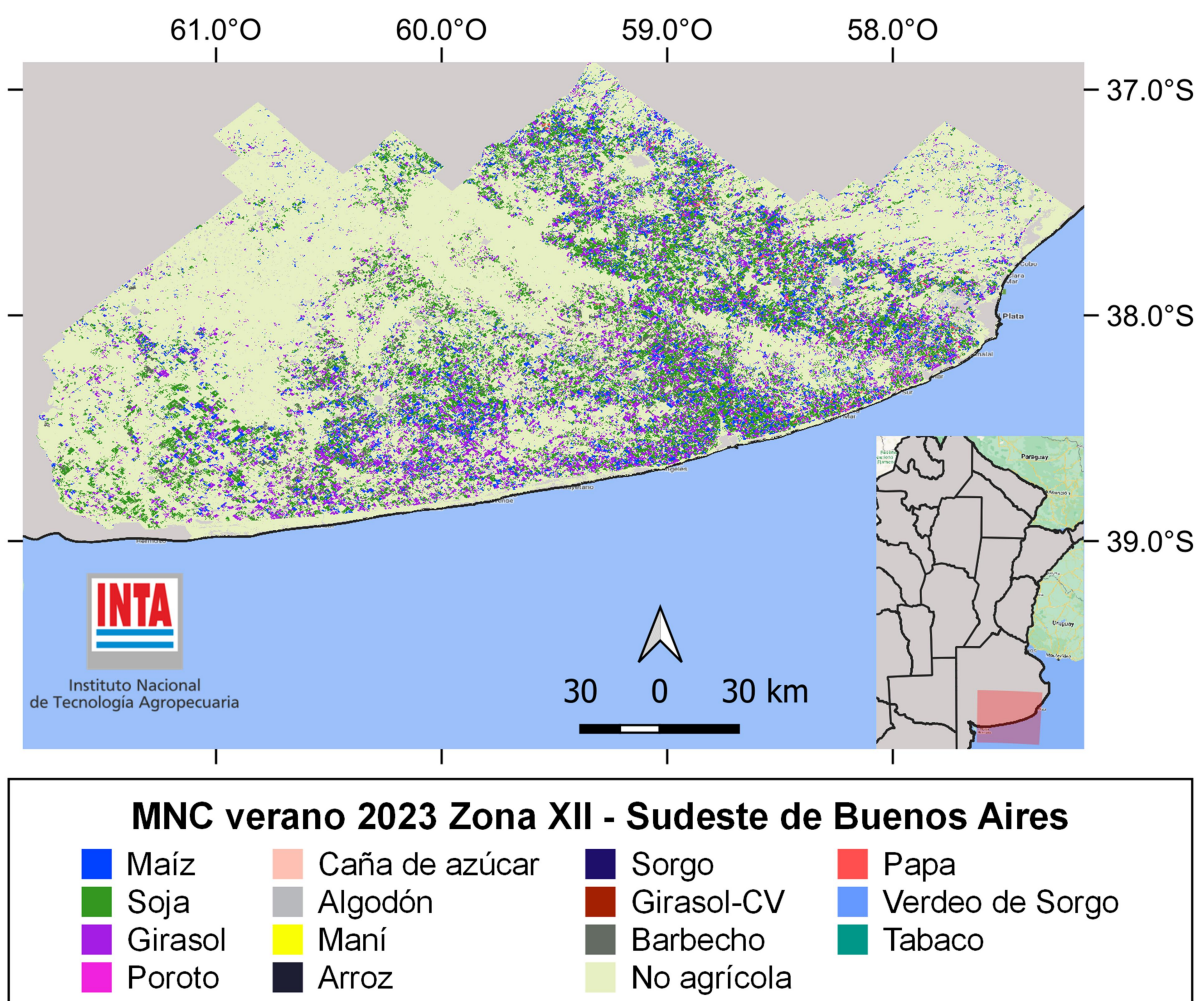 61.0°O 60.0°O 59.0°O 58.0°O
37.0°S
38.0°S
Plata
39.0°S
Paraguay
Uruguay
INTA
Instituto Nacional
de Tecnología Agropecuaria
30 0 30 km
MNC verano 2023 Zona XII - Sudeste de Buenos Aires
Maíz Caña de azúcar Sorgo Papa
Soja Algodón Girasol-CV Verdeo de Sorgo
Girasol Maní Barbecho Tabaco
Poroto Arroz No agrícola